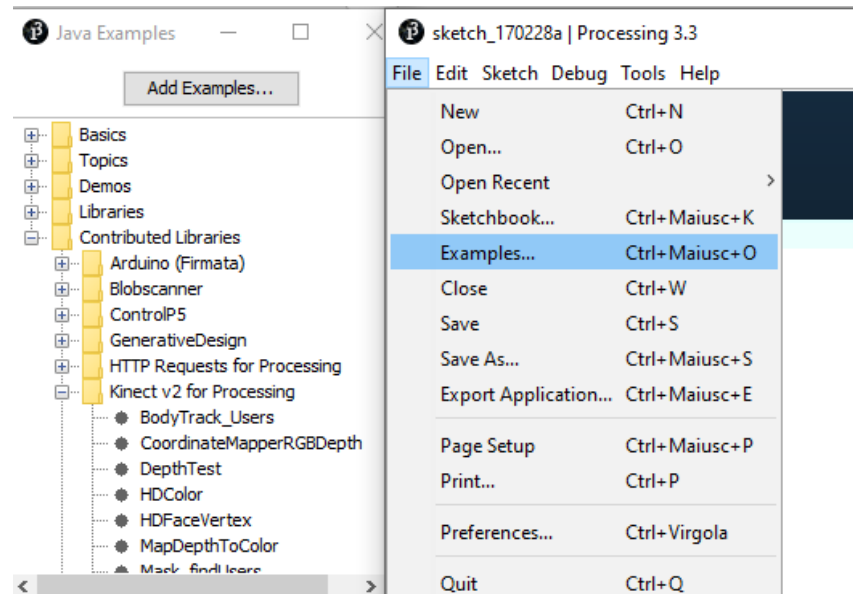 Java Examples
Add Examples...
Basics
Topics
Demos
Libraries
Contributed Libraries
Arduino (Firmata)
Blobscanner
ControlP5
GenerativeDesign
HTTP Requests for Processing
Kinect v2 for Processing
BodyTrack_Users
CoordinateMapperRGBDepth
DepthTest
HDColor
HDFaceVertex
MapDepthToColor
Mask_findUsers
sketch_170228a | Processing 3.3
File Edit Sketch Debug Tools Help
New Ctrl+N
Open... Ctrl+O
Open Recent
Sketchbook... Ctrl+Maiusc+K
Examples... Ctrl+Maiusc+O
Close Ctrl+W
Save Ctrl+S
Save As... Ctrl+Maiusc+S
Export Application... Ctrl+Maiusc+E
Page Setup Ctrl+Maiusc+P
Print... Ctrl+P
Preferences... Ctrl+Virgola
Quit Ctrl+Q